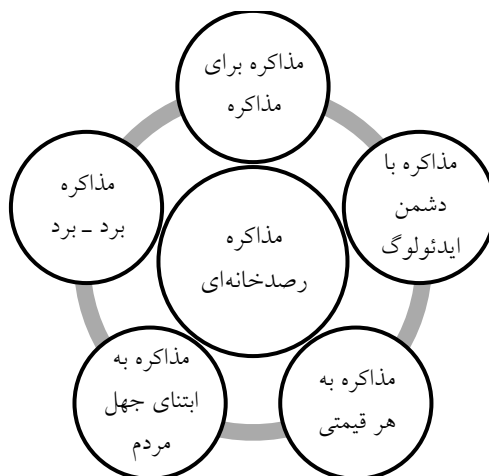 مذاکره برای
مذاکره
مذاکره با
دشمن
ایدئولوگ
مذاکره
برد – برد
مذاکره
رصدخانه‌ای
مذاکره به
هر قیمتی
مذاکره به
ابتنای جهل
مردم